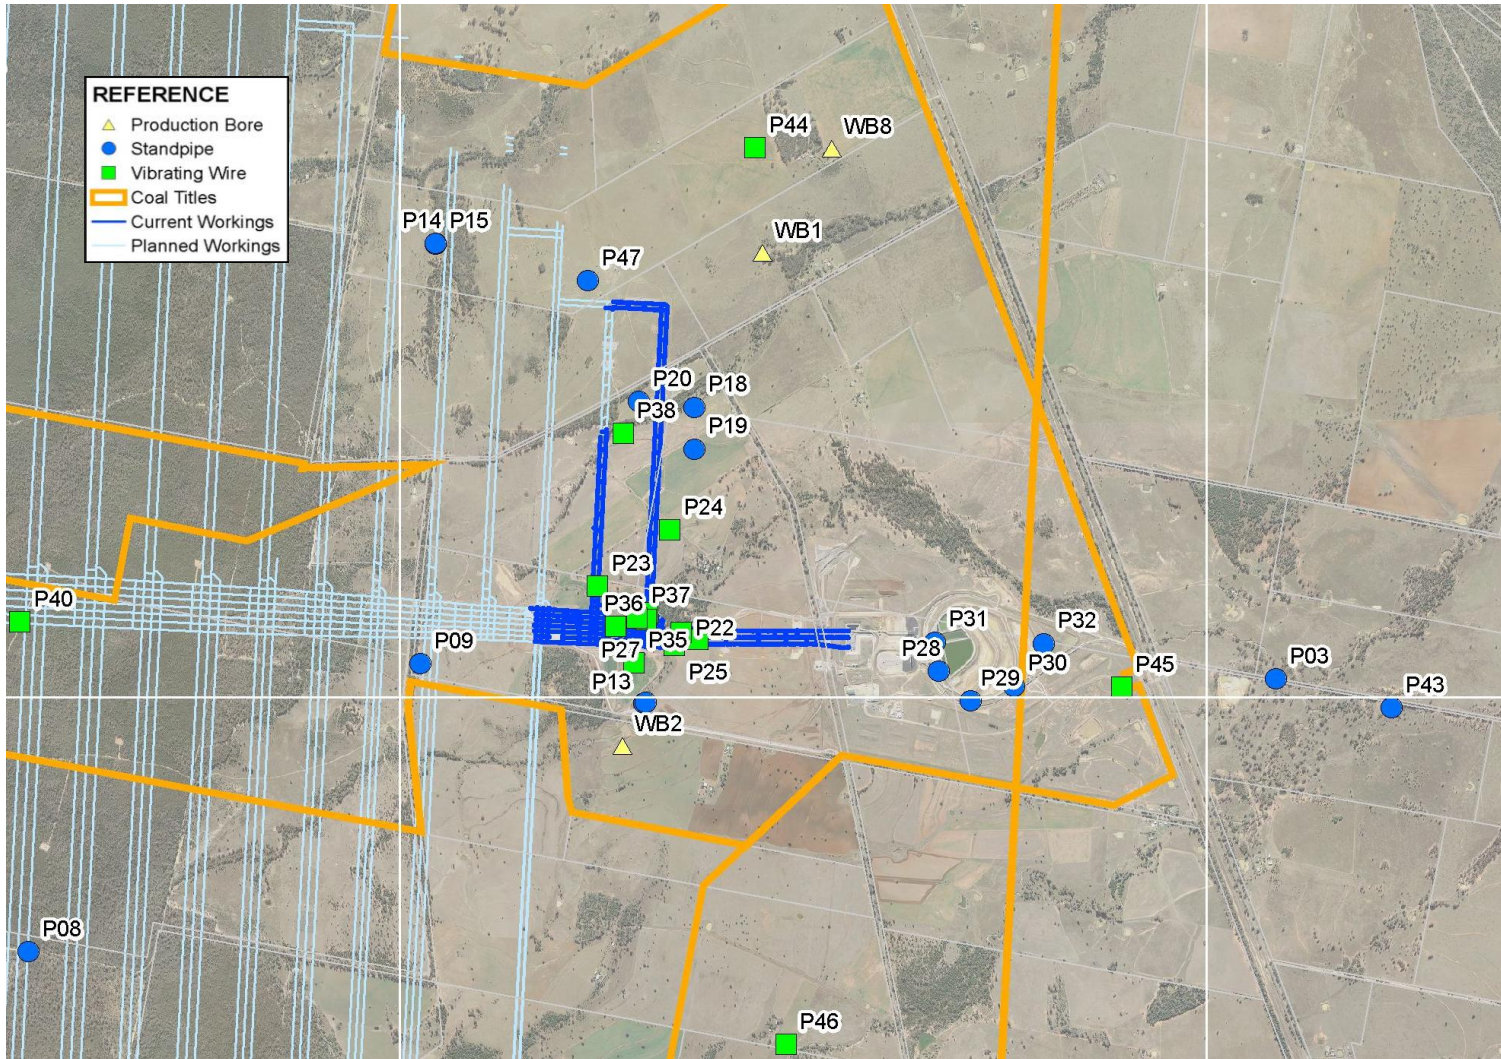 REFERENCE
Production Bore
Standpipe
Vibrating Wire
Coal Titles
Current Workings
Planned Workings
P44
WB8
P14
P15
WB1
P47
P20
P18
P38
P19
P24
P23
P40
P36
P37
P09
P27
P35
P22
P31
P32
P28
P13
P25
P29
P30
P45
P03
P43
WB2
P08
P46